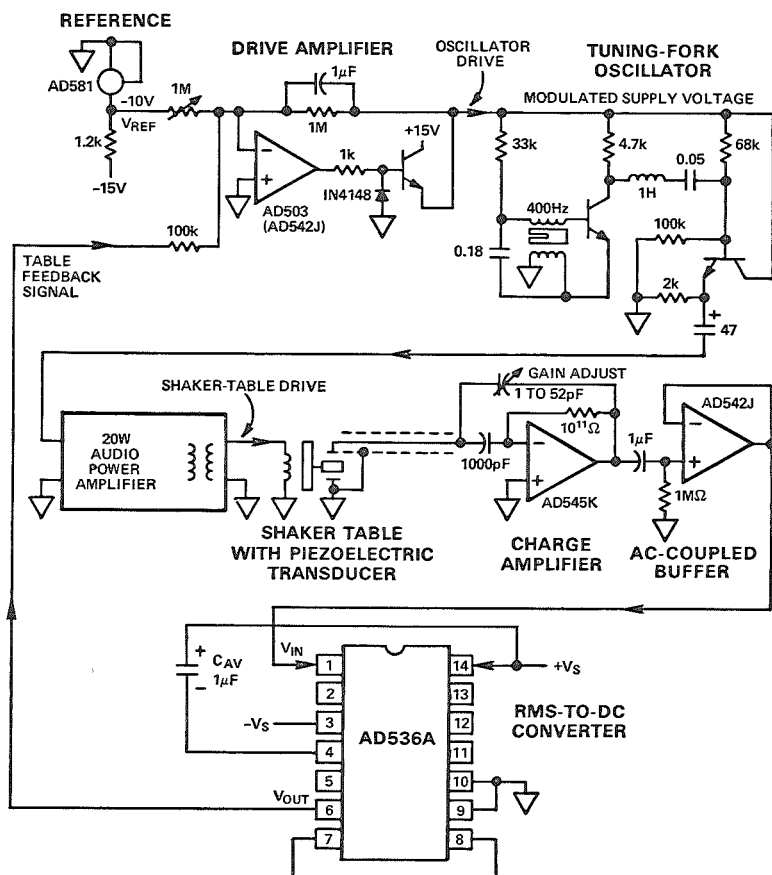 REFERENCE
AD581
–10V
VREF
1M
1.2k
–15V
DRIVE AMPLIFIER
1μF
1M
–
+
AD503
(AD542J)
1k
IN4148
+15V
OSCILLATOR
DRIVE
TUNING-FORK
OSCILLATOR
MODULATED SUPPLY VOLTAGE
33k
4.7k
68k
0.05
1H
400Hz
0.18
100k
2k
+
47
100k
TABLE
FEEDBACK
SIGNAL
SHAKER-TABLE DRIVE
20W
AUDIO
POWER
AMPLIFIER
SHAKER TABLE
WITH PIEZOELECTRIC
TRANSDUCER
GAIN ADJUST
1 TO 52pF
10¹¹Ω
1000pF
–
+
AD545K
CHARGE
AMPLIFIER
1μF
AD542J
–
+
1MΩ
AC-COUPLED
BUFFER
+
CAV
1μF
–
VIN
–VS
VOUT
1
2
3
4
5
6
7
AD536A
14
13
12
11
10
9
8
+VS
RMS-TO-DC
CONVERTER